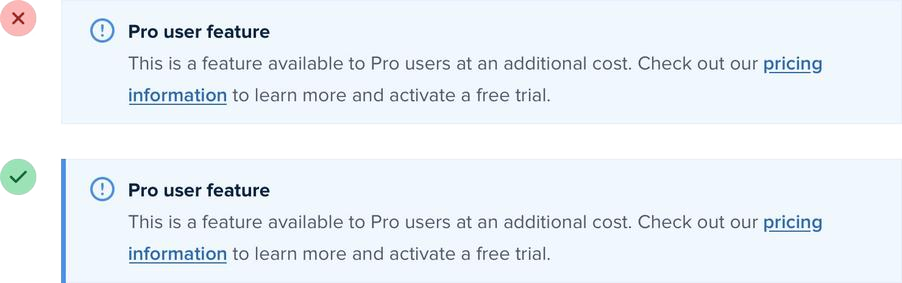 Pro user feature
This is a feature available to Pro users at an additional cost. Check out our pricing
information to learn more and activate a free trial.
Pro user feature
This is a feature available to Pro users at an additional cost. Check out our pricing
information to learn more and activate a free trial.